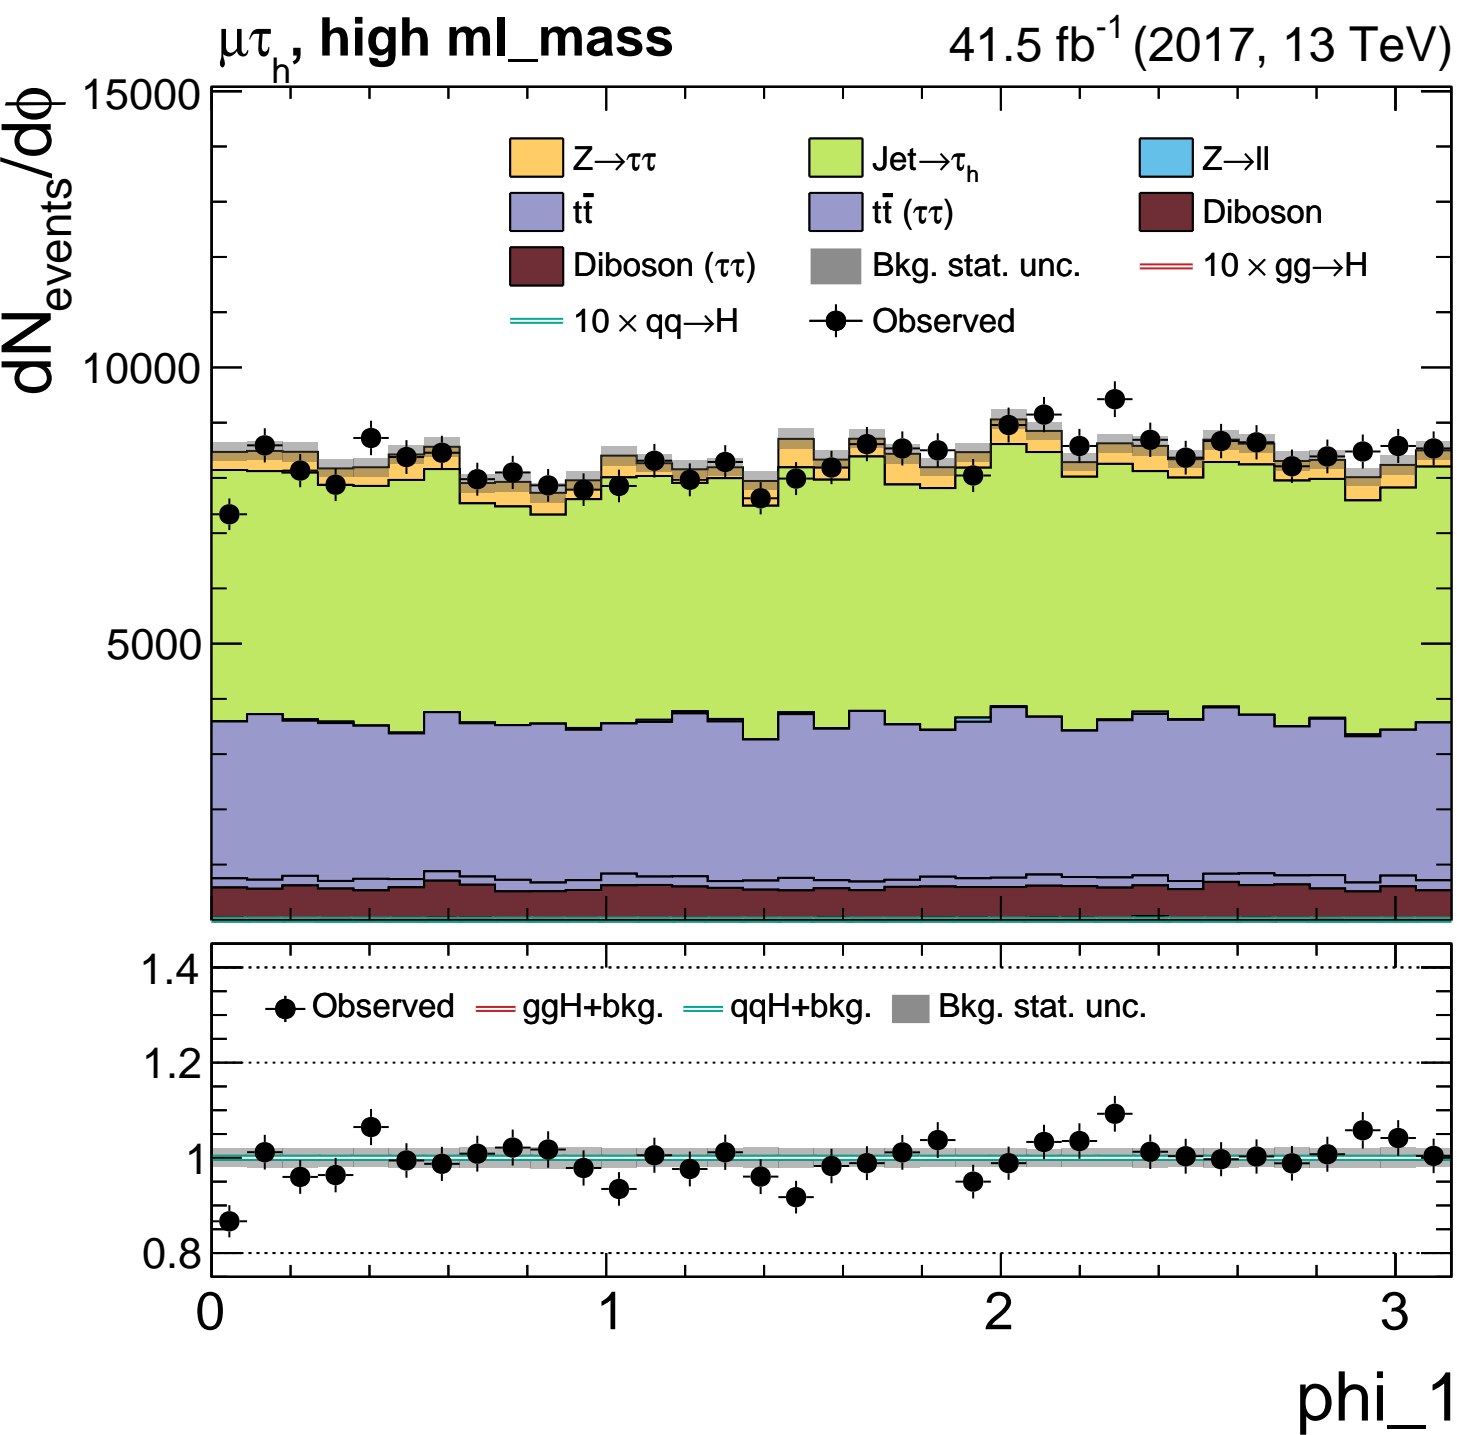 μτh, high ml_mass 41.5 fb-1 (2017, 13 TeV)
dNevents/dϕ
15000
10000
5000
Z→ττ Jet→τh Z→ll
tt̄ tt̄ (ττ) Diboson
Diboson (ττ) Bkg. stat. unc. 10 × gg→H
10 × qq→H Observed
1.4
1.2
1
0.8
Observed ggH+bkg. qqH+bkg. Bkg. stat. unc.
0 1 2 3
phi_1